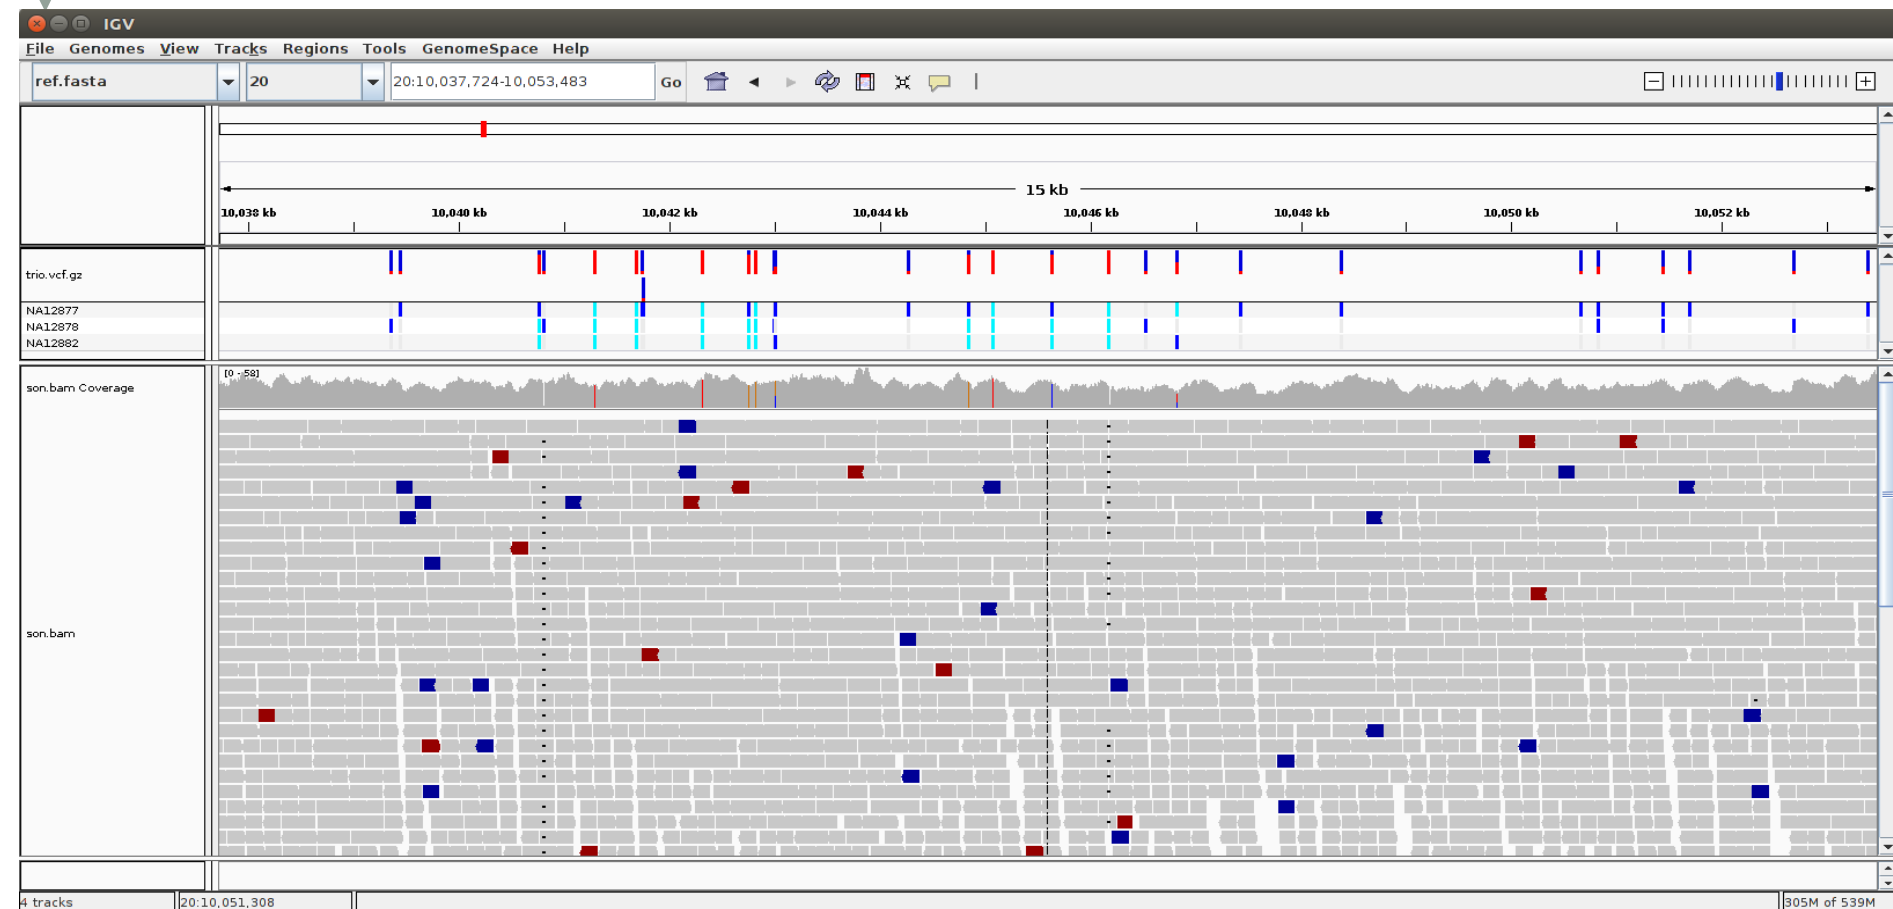 IGV
File Genomes View Tracks Regions Tools GenomeSpace Help
ref.fasta 20 20:10,037,724-10,053,483 Go
15 kb
10,038 kb 10,040 kb 10,042 kb 10,044 kb 10,046 kb 10,048 kb 10,050 kb 10,052 kb
trio.vcf.gz
NA12877
NA12878
NA12882
[0 - 58]
son.bam Coverage
son.bam
4 tracks 20:10,051,308 305M of 539M